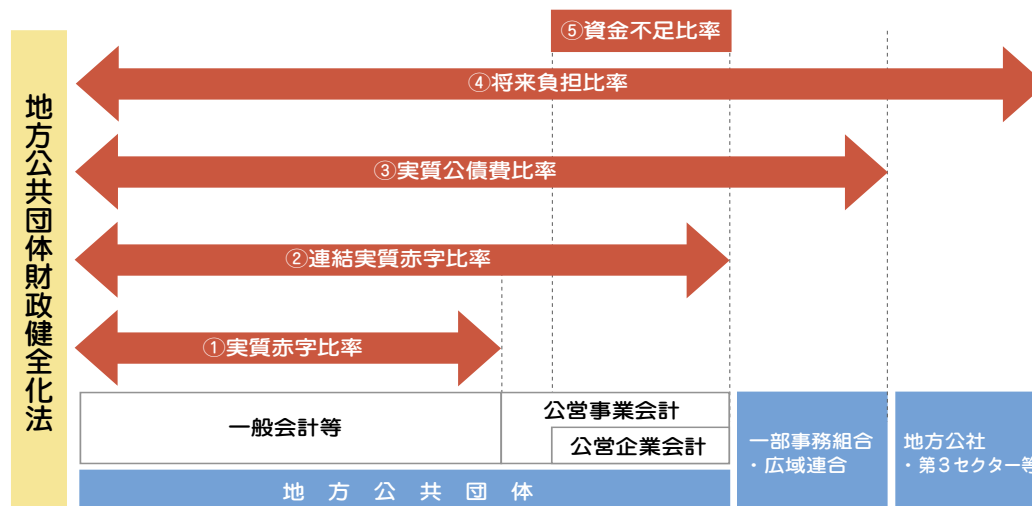 地方公共団体財政健全化法
⑤資金不足比率
④将来負担比率
③実質公債費比率
②連結実質赤字比率
①実質赤字比率
一般会計等
公営事業会計
公営企業会計
一部事務組合
・広域連合
地方公社
・第3セクター等
地方公共団体